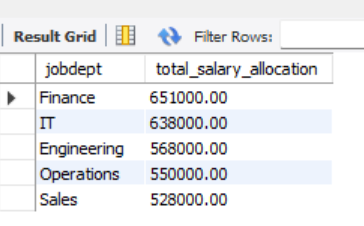 Result Grid Filter Rows:
jobdept total_salary_allocation
Finance 651000.00
IT 638000.00
Engineering 568000.00
Operations 550000.00
Sales 528000.00